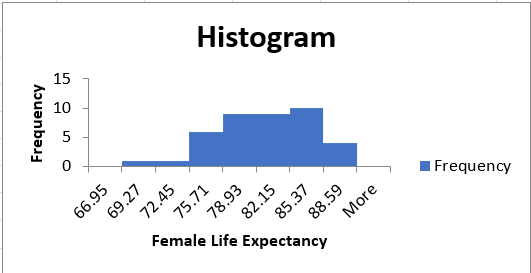 Histogram
15
10
5
0
Frequency
66.95
69.27
72.45
75.71
78.93
82.15
85.37
88.59
More
Female Life Expectancy
Frequency